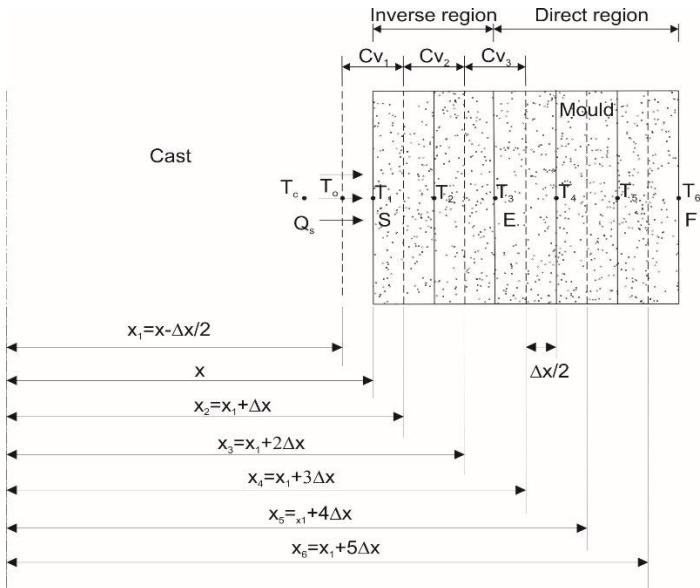 Inverse region Direct region
Cv₁ Cv₂ Cv₃
Mould
Cast
T꜀ Tₒ T₁ T₂ T₃ T₄ T₅ T₆
Qₛ S E F
x₁=x-Δx/2
x Δx/2
x₂=x₁+Δx
x₃=x₁+2Δx
x₄=x₁+3Δx
x₅=ₓ₁+4Δx
x₆=x₁+5Δx